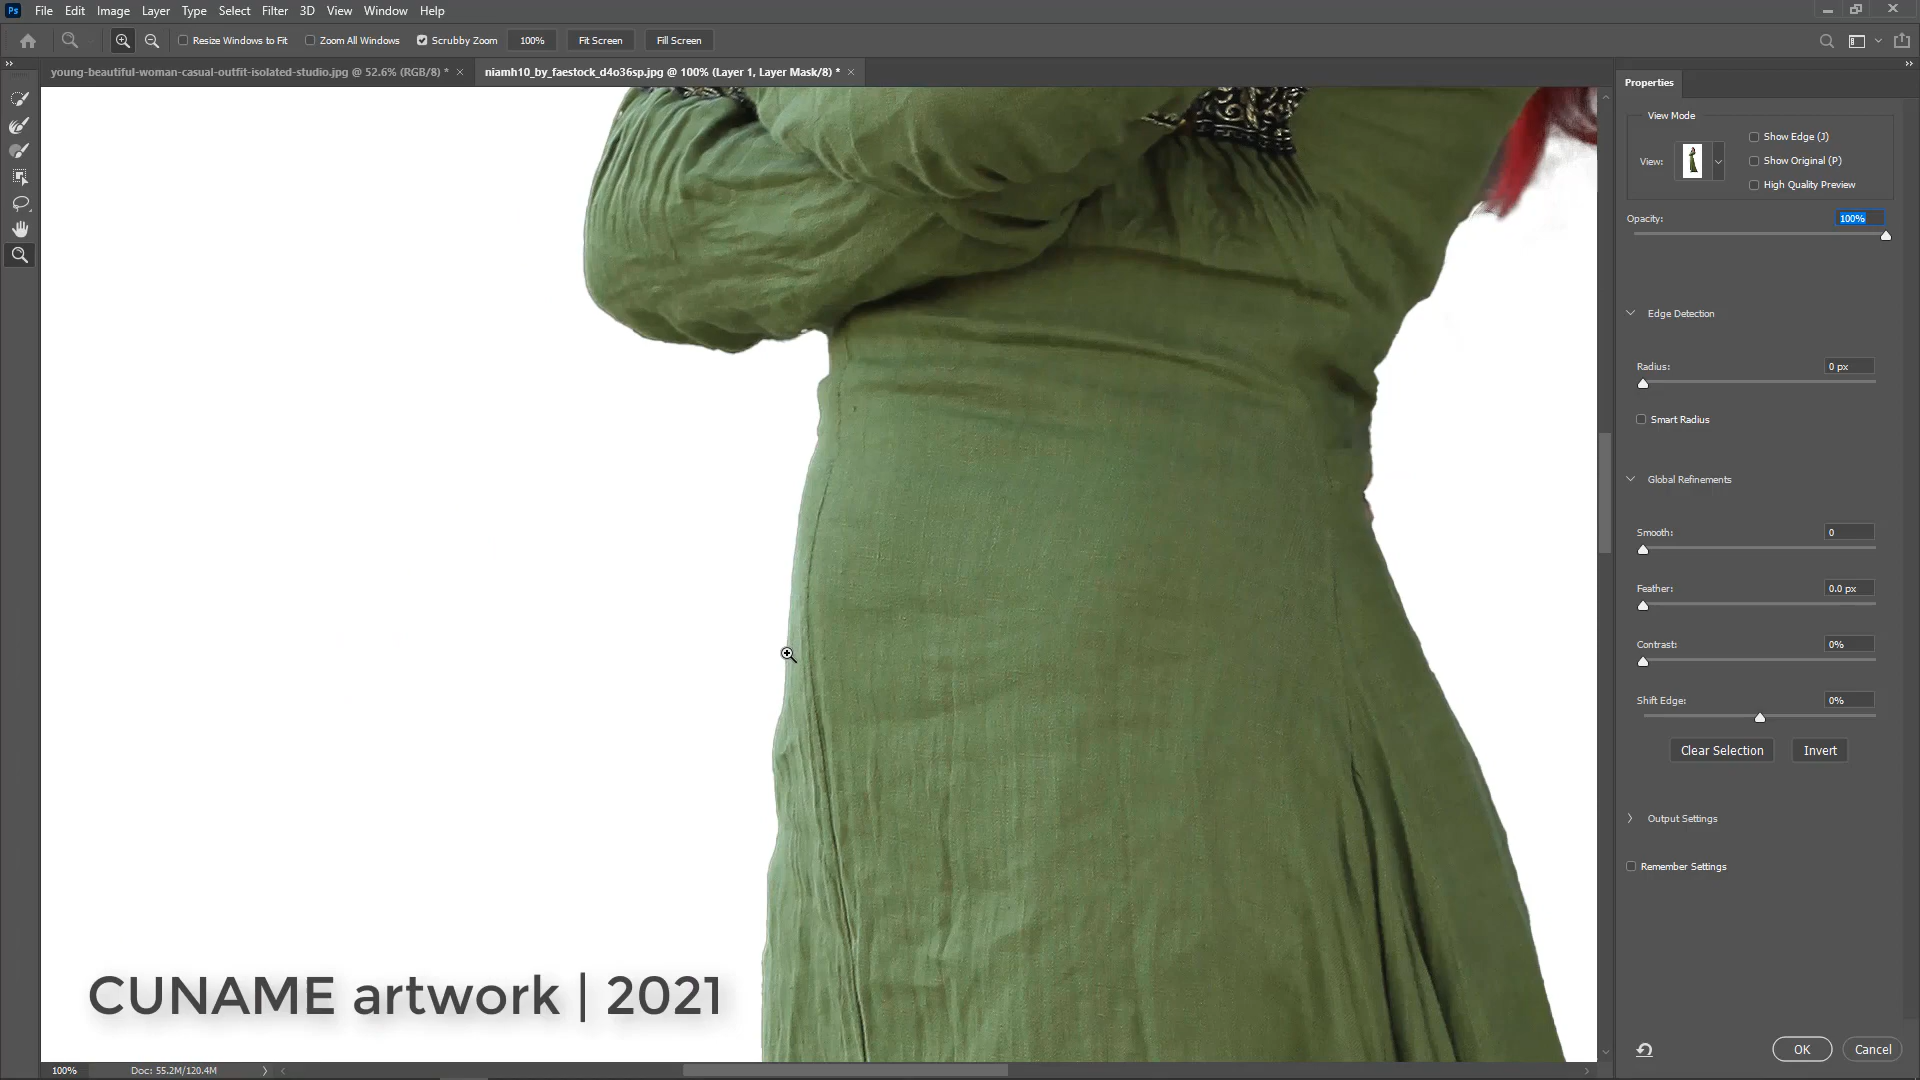 Ps File Edit Image Layer Type Select Filter 3D View Window Help
Resize Windows to Fit Zoom All Windows Scrubby Zoom 100% Fit Screen Fill Screen
young-beautiful-woman-casual-outfit-isolated-studio.jpg @ 52.6% (RGB/8) * × niamh10_by_faestock_d4o36sp.jpg @ 100% (Layer 1, Layer Mask/8) * ×
Properties
View Mode
Show Edge (J)
View: Show Original (P)
High Quality Preview
Opacity: 100%
Edge Detection
Radius: 0 px
Smart Radius
Global Refinements
Smooth: 0
Feather: 0.0 px
Contrast: 0%
Shift Edge: 0%
Clear Selection Invert
Output Settings
Remember Settings
CUNAME artwork | 2021
OK Cancel
100% Doc: 55.2M/120.4M